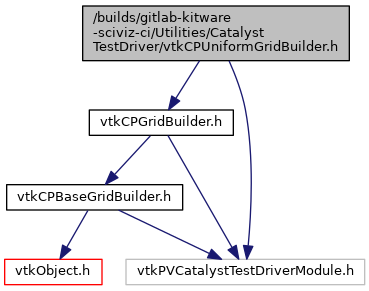 /builds/gitlab-kitware
-sciviz-ci/Utilities/Catalyst
TestDriver/vtkCPUniformGridBuilder.h
vtkCPGridBuilder.h
vtkCPBaseGridBuilder.h
vtkObject.h
vtkPVCatalystTestDriverModule.h